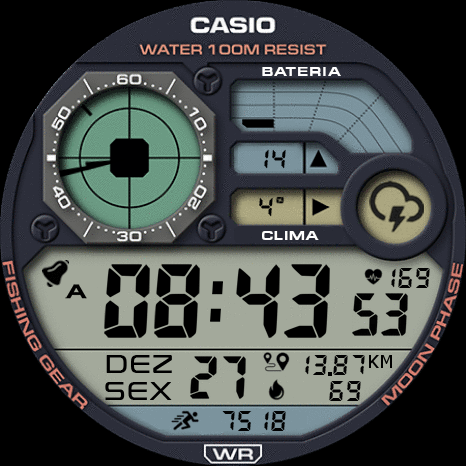 CASIO
WATER 100M RESIST
BATERIA
60
50
10
14
40
20
4°
30
CLIMA
FISHING GEAR
MOON PHASE
A
08:43
169
53
DEZ
SEX
27
13.87KM
69
7518
WR